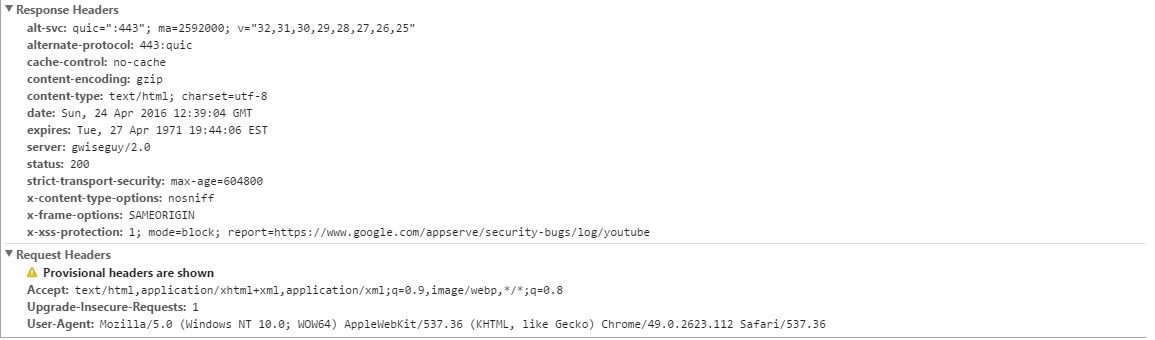 Response Headers
alt-svc: quic=":443"; ma=2592000; v="32,31,30,29,28,27,26,25"
alternate-protocol: 443:quic
cache-control: no-cache
content-encoding: gzip
content-type: text/html; charset=utf-8
date: Sun, 24 Apr 2016 12:39:04 GMT
expires: Tue, 27 Apr 1971 19:44:06 EST
server: gwiseguy/2.0
status: 200
strict-transport-security: max-age=604800
x-content-type-options: nosniff
x-frame-options: SAMEORIGIN
x-xss-protection: 1; mode=block; report=https://www.google.com/appserve/security-bugs/log/youtube
Request Headers
Provisional headers are shown
Accept: text/html,application/xhtml+xml,application/xml;q=0.9,image/webp,*/*;q=0.8
Upgrade-Insecure-Requests: 1
User-Agent: Mozilla/5.0 (Windows NT 10.0; WOW64) AppleWebKit/537.36 (KHTML, like Gecko) Chrome/49.0.2623.112 Safari/537.36